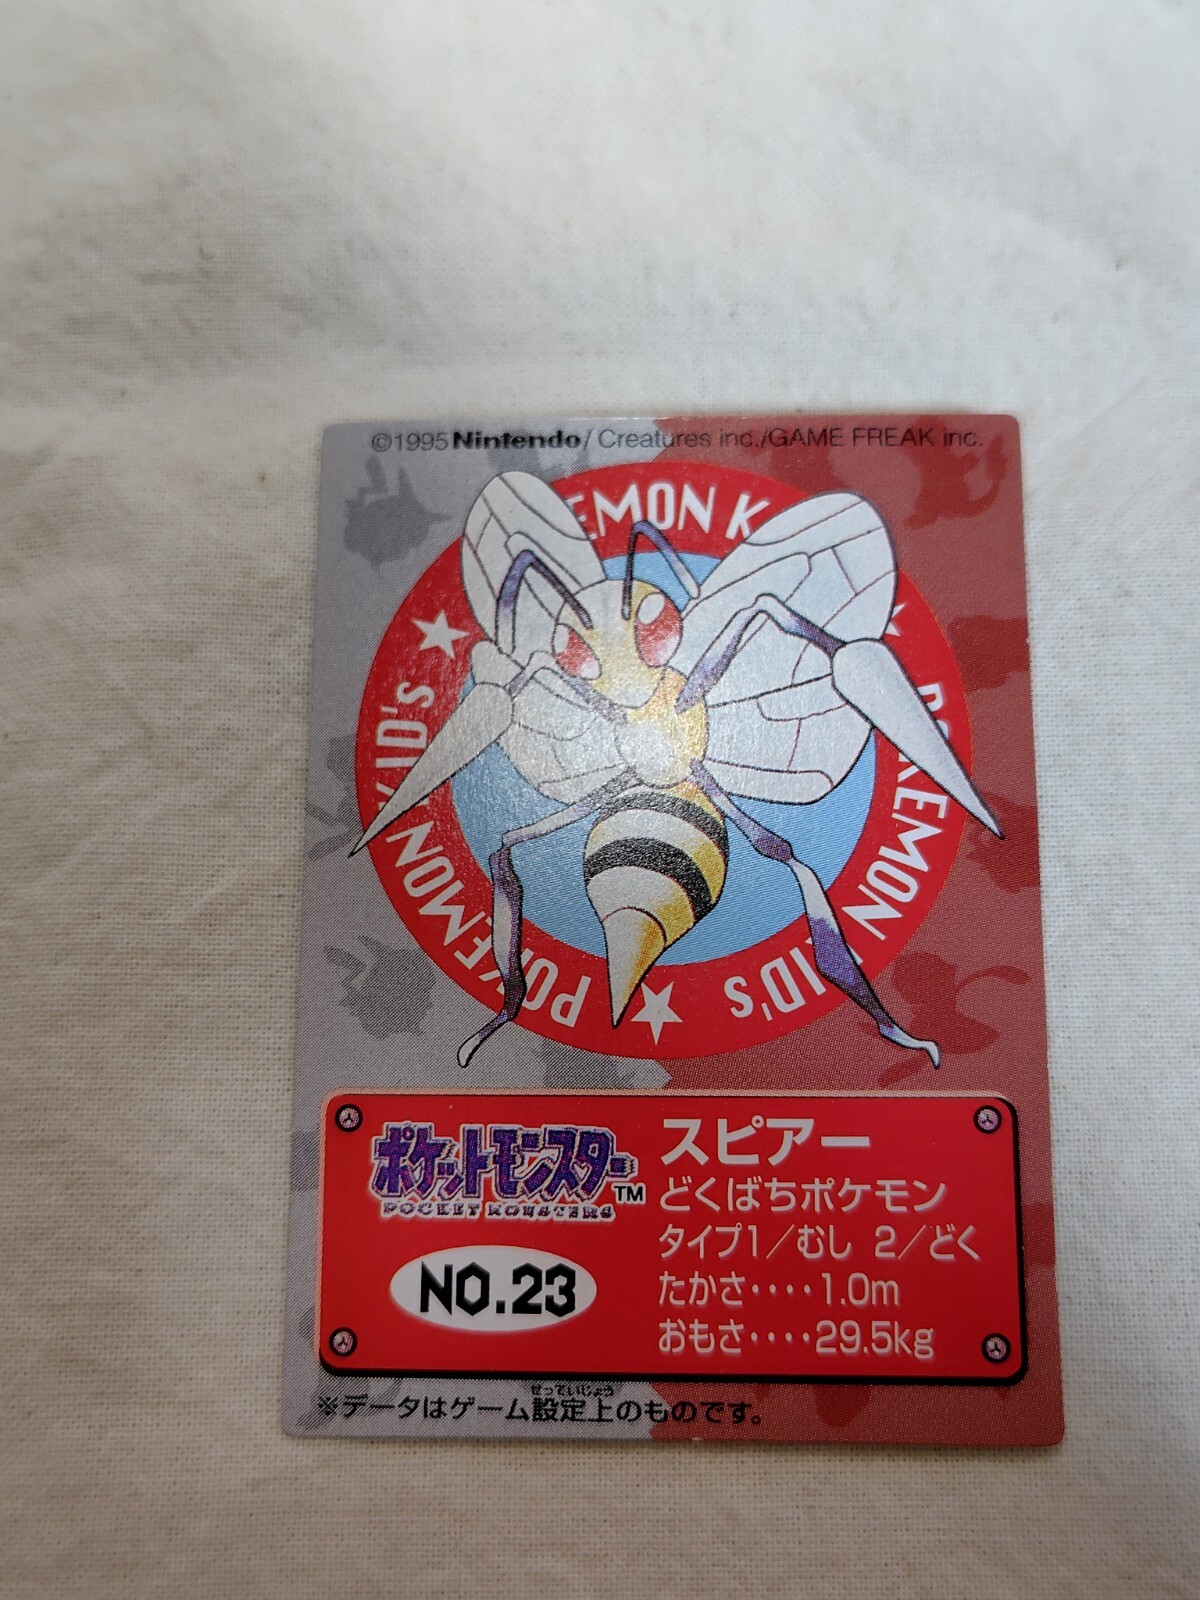 ©1995 Nintendo/ Creatures inc./GAME FREAK inc.
EMON K
POKEMON KID's
POKEMON KID's
ポケットモンスター TM
POCKET MONSTERS
NO.23
スピアー
どくばちポケモン
タイプ1／むし 2／どく
たかさ････1.0m
おもさ････29.5kg
せっていじょう
※データはゲーム設定上のものです。